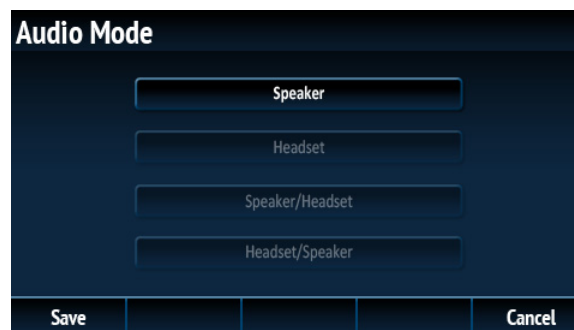 Audio Mode
Speaker
Headset
Speaker/Headset
Headset/Speaker
Save
Cancel